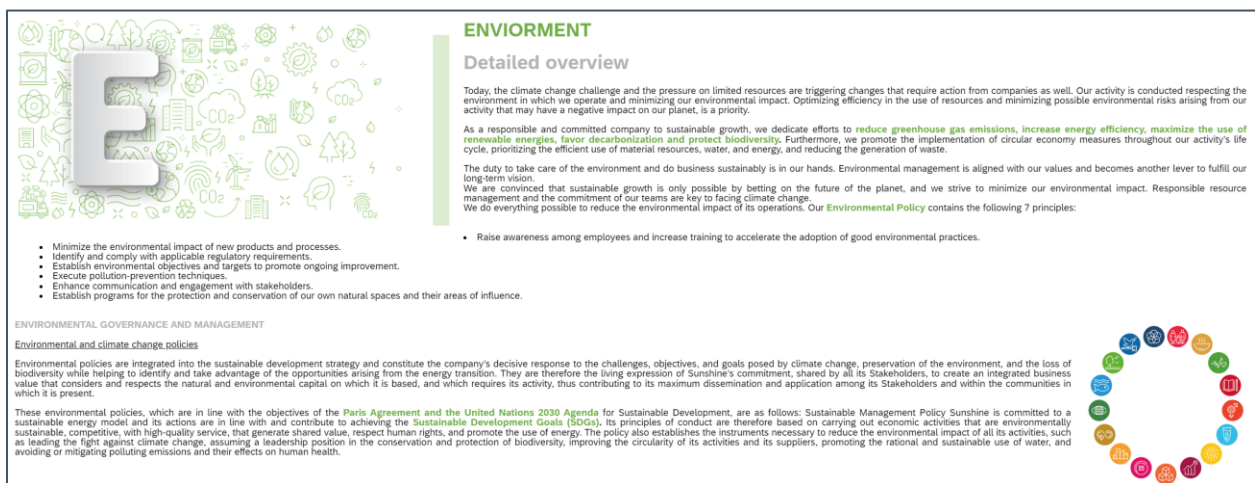 E
CO2
CO2
CO2
ENVIORMENT
Detailed overview
Today, the climate change challenge and the pressure on limited resources are triggering changes that require action from companies as well. Our activity is conducted respecting the
environment in which we operate and minimizing our environmental impact. Optimizing efficiency in the use of resources and minimizing possible environmental risks arising from our
activity that may have a negative impact on our planet, is a priority.
As a responsible and committed company to sustainable growth, we dedicate efforts to reduce greenhouse gas emissions, increase energy efficiency, maximize the use of
renewable energies, favor decarbonization and protect biodiversity. Furthermore, we promote the implementation of circular economy measures throughout our activity's life
cycle, prioritizing the efficient use of material resources, water, and energy, and reducing the generation of waste.
The duty to take care of the environment and do business sustainably is in our hands. Environmental management is aligned with our values and becomes another lever to fulfill our
long-term vision.
We are convinced that sustainable growth is only possible by betting on the future of the planet, and we strive to minimize our environmental impact. Responsible resource
management and the commitment of our teams are key to facing climate change.
We do everything possible to reduce the environmental impact of its operations. Our Environmental Policy contains the following 7 principles:
• Raise awareness among employees and increase training to accelerate the adoption of good environmental practices.
• Minimize the environmental impact of new products and processes.
• Identify and comply with applicable regulatory requirements.
• Establish environmental objectives and targets to promote ongoing improvement.
• Execute pollution-prevention techniques.
• Enhance communication and engagement with stakeholders.
• Establish programs for the protection and conservation of our own natural spaces and their areas of influence.
ENVIRONMENTAL GOVERNANCE AND MANAGEMENT
Environmental and climate change policies
Environmental policies are integrated into the sustainable development strategy and constitute the company's decisive response to the challenges, objectives, and goals posed by climate change, preservation of the environment, and the loss of
biodiversity while helping to identify and take advantage of the opportunities arising from the energy transition. They are therefore the living expression of Sunshine's commitment, shared by all its Stakeholders, to create an integrated business
value that considers and respects the natural and environmental capital on which it is based, and which requires its activity, thus contributing to its maximum dissemination and application among its Stakeholders and within the communities in
which it is present.
These environmental policies, which are in line with the objectives of the Paris Agreement and the United Nations 2030 Agenda for Sustainable Development, are as follows: Sustainable Management Policy Sunshine is committed to a
sustainable energy model and its actions are in line with and contribute to achieving the Sustainable Development Goals (SDGs). Its principles of conduct are therefore based on carrying out economic activities that are environmentally
sustainable, competitive, with high-quality service, that generate shared value, respect human rights, and promote the use of energy. The policy also establishes the instruments necessary to reduce the environmental impact of all its activities, such
as leading the fight against climate change, assuming a leadership position in the conservation and protection of biodiversity, improving the circularity of its activities and its suppliers, promoting the rational and sustainable use of water, and
avoiding or mitigating polluting emissions and their effects on human health.